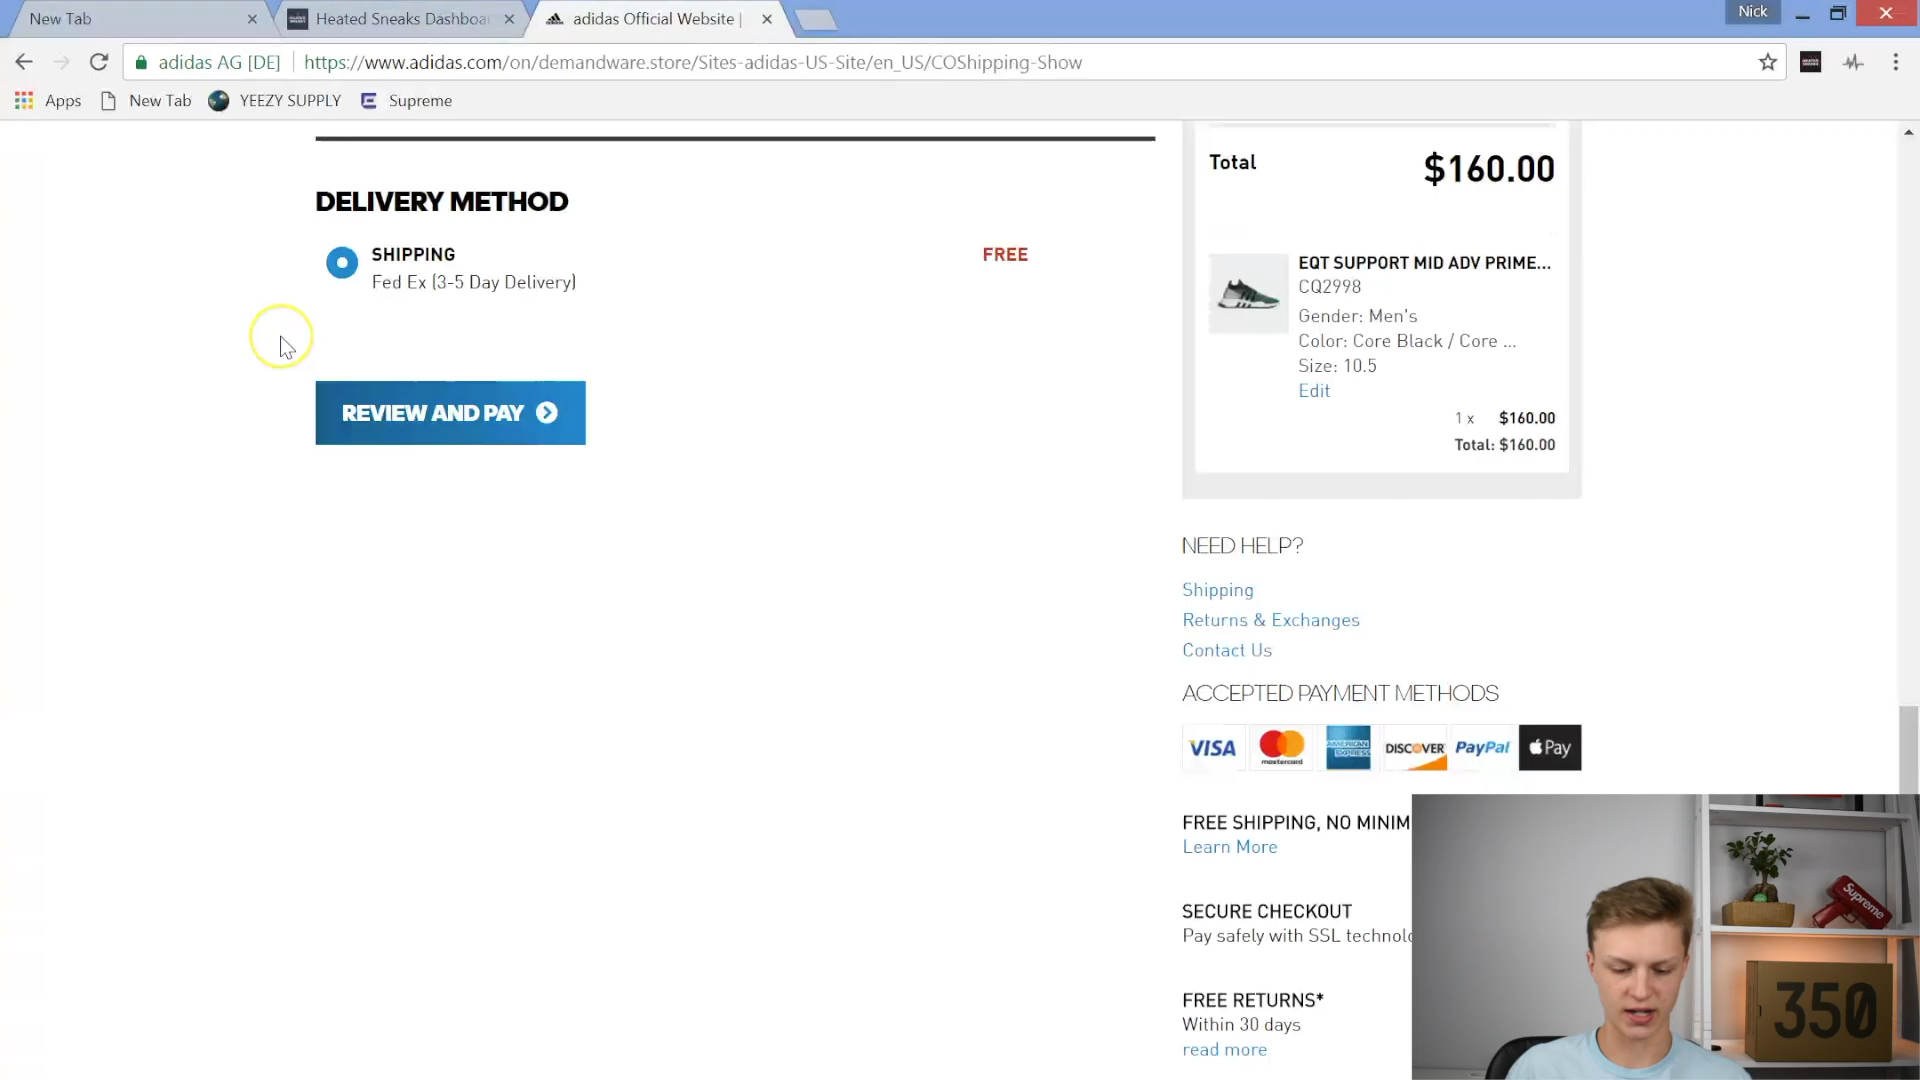 New Tab
Heated Sneaks Dashboa
adidas Official Website |
Nick
adidas AG [DE]
https://www.adidas.com/on/demandware.store/Sites-adidas-US-Site/en_US/COShipping-Show
Apps
New Tab
YEEZY SUPPLY
Supreme
DELIVERY METHOD
SHIPPING
FREE
Fed Ex (3-5 Day Delivery)
REVIEW AND PAY
Total
$160.00
EQT SUPPORT MID ADV PRIME...
CQ2998
Gender: Men's
Color: Core Black / Core ...
Size: 10.5
Edit
1 x $160.00
Total: $160.00
NEED HELP?
Shipping
Returns & Exchanges
Contact Us
ACCEPTED PAYMENT METHODS
VISA
mastercard
AMERICAN EXPRESS
DISCOVER
PayPal
Pay
FREE SHIPPING, NO MINIM
Learn More
SECURE CHECKOUT
Pay safely with SSL technolo
FREE RETURNS*
Within 30 days
read more
Supreme
350